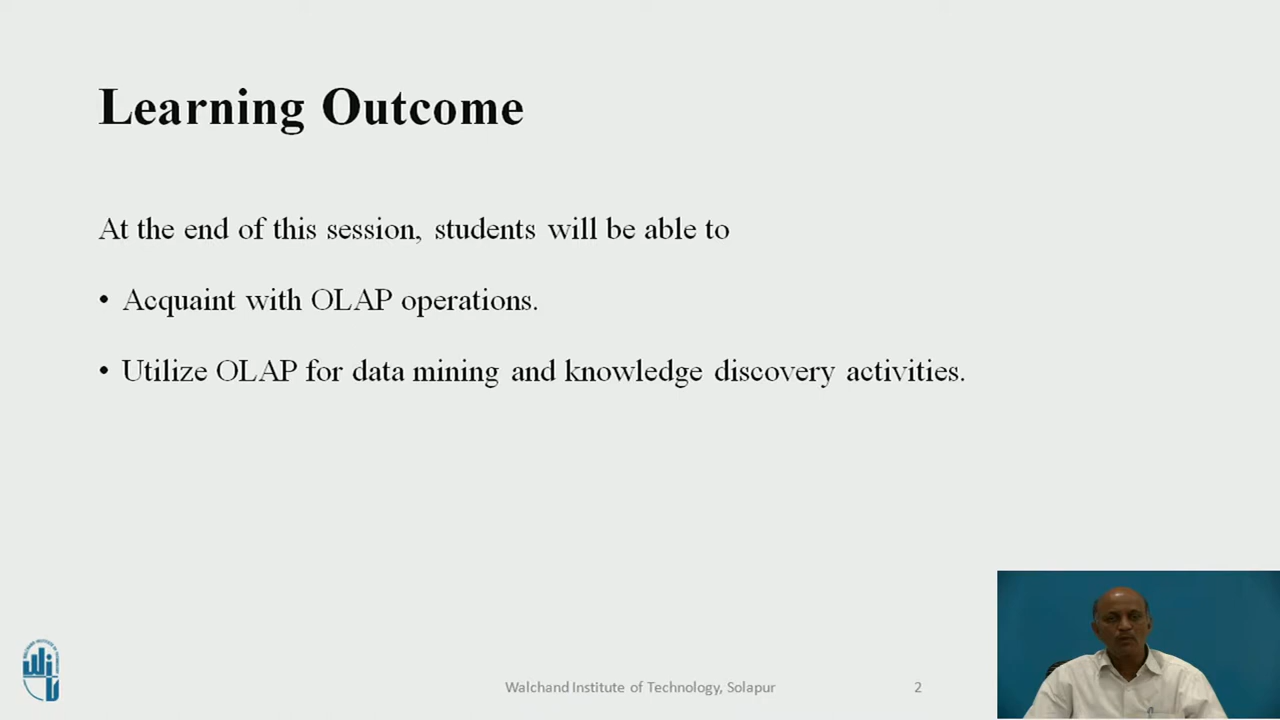 Learning Outcome
At the end of this session, students will be able to
• Acquaint with OLAP operations.
• Utilize OLAP for data mining and knowledge discovery activities.
Walchand Institute of Technology, Solapur
2